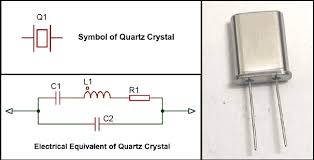 Q1
Symbol of Quartz Crystal
C1
L1
R1
C2
Electrical Equivalent of Quartz Crystal